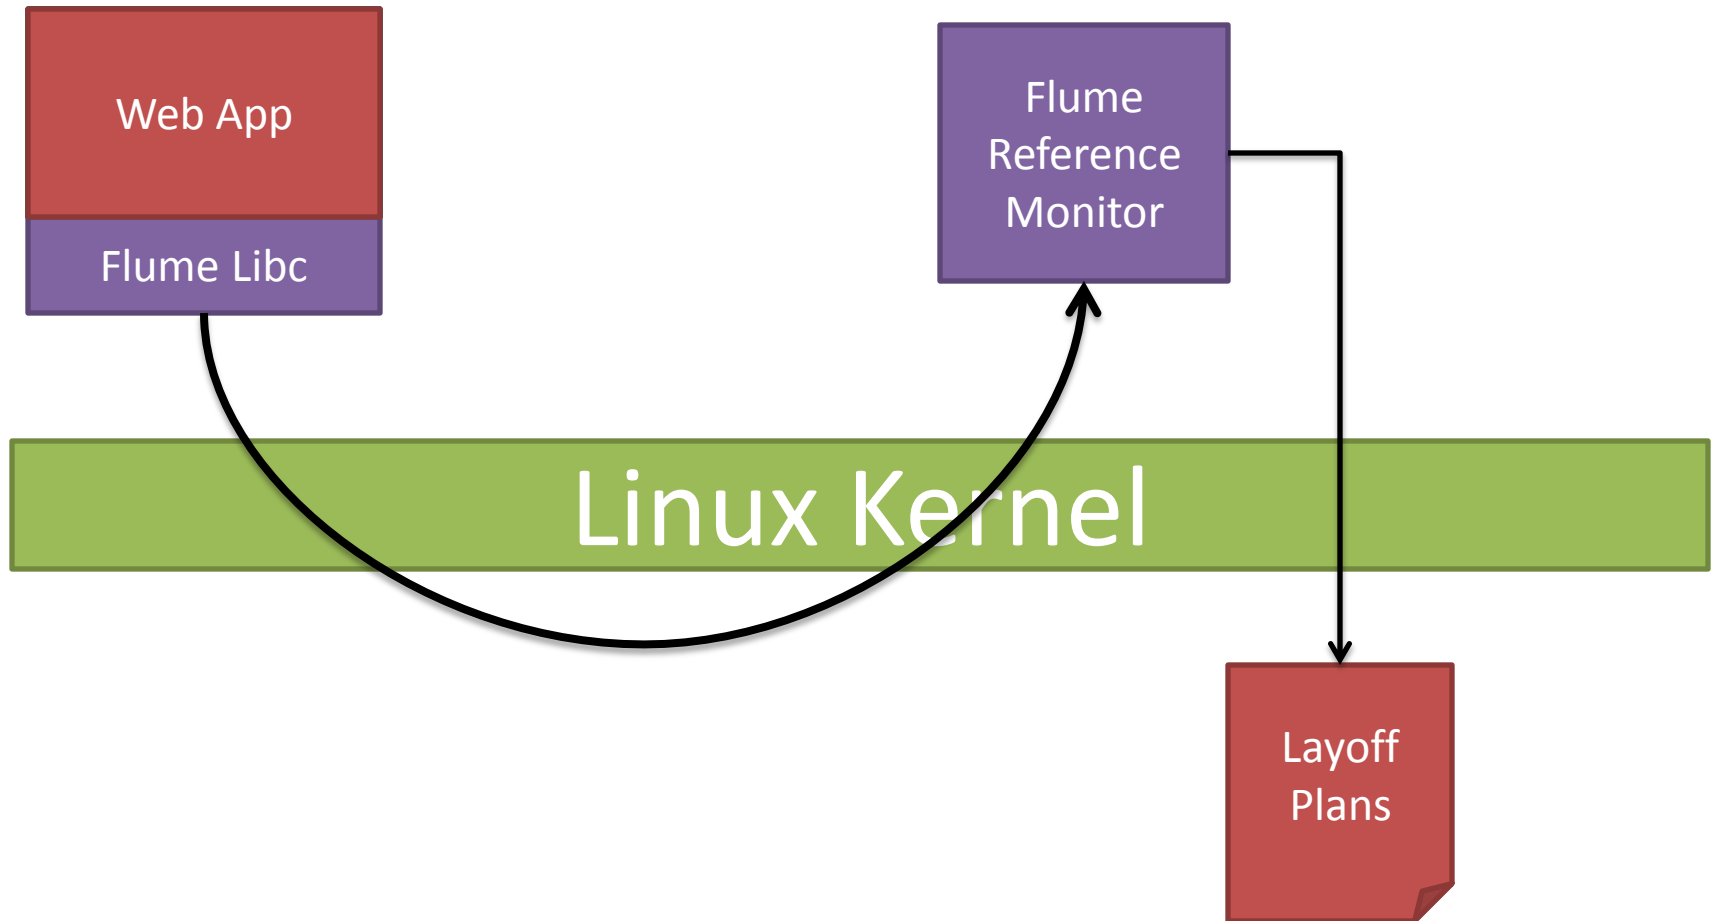 Web App
Flume Libc
Flume
Reference
Monitor
Linux Kernel
Layoff
Plans